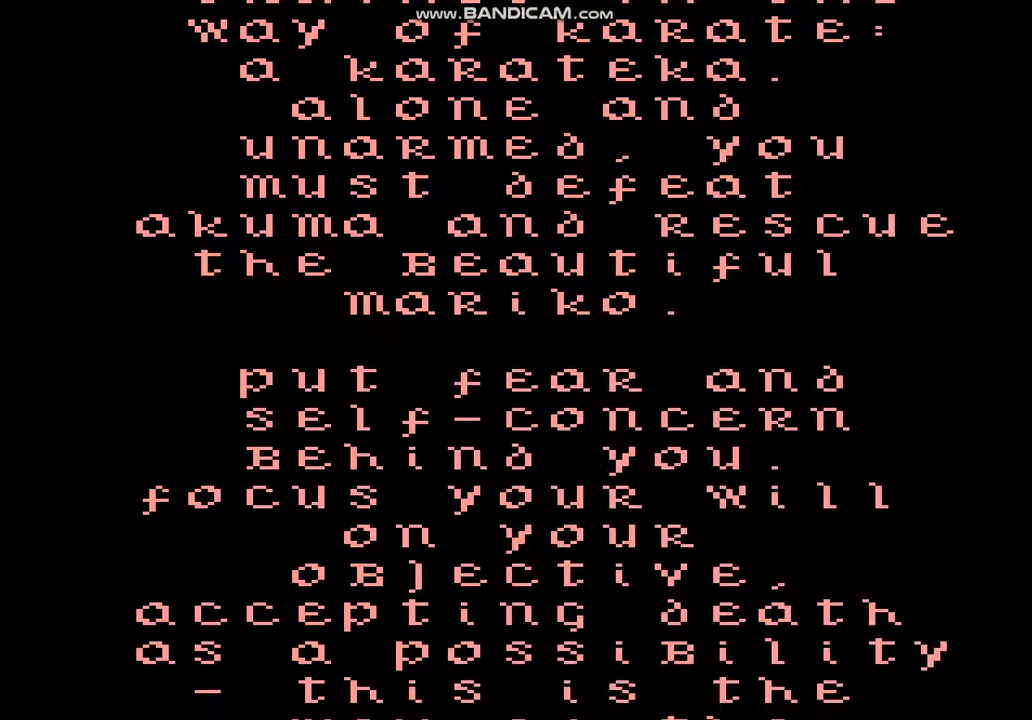 www.BANDICAM.com
way of karate:
a karateka.
alone and
unarmed, you
must defeat
akuma and rescue
the beautiful
mariko.
put fear and
self-concern
behind you.
focus your will
on your
objective,
accepting death
as a possibility
- this is the